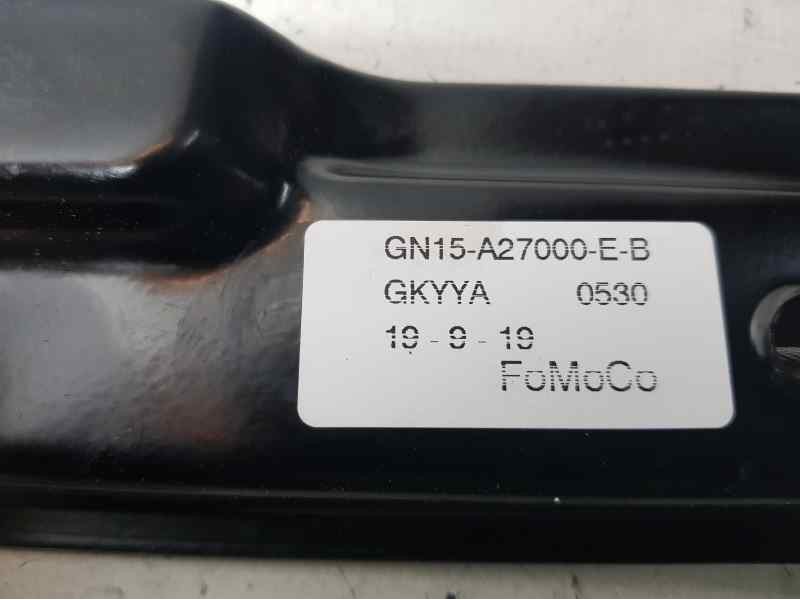 GN15-A27000-E-B
GKYYA 0530
19 - 9 - 19
FoMoCo